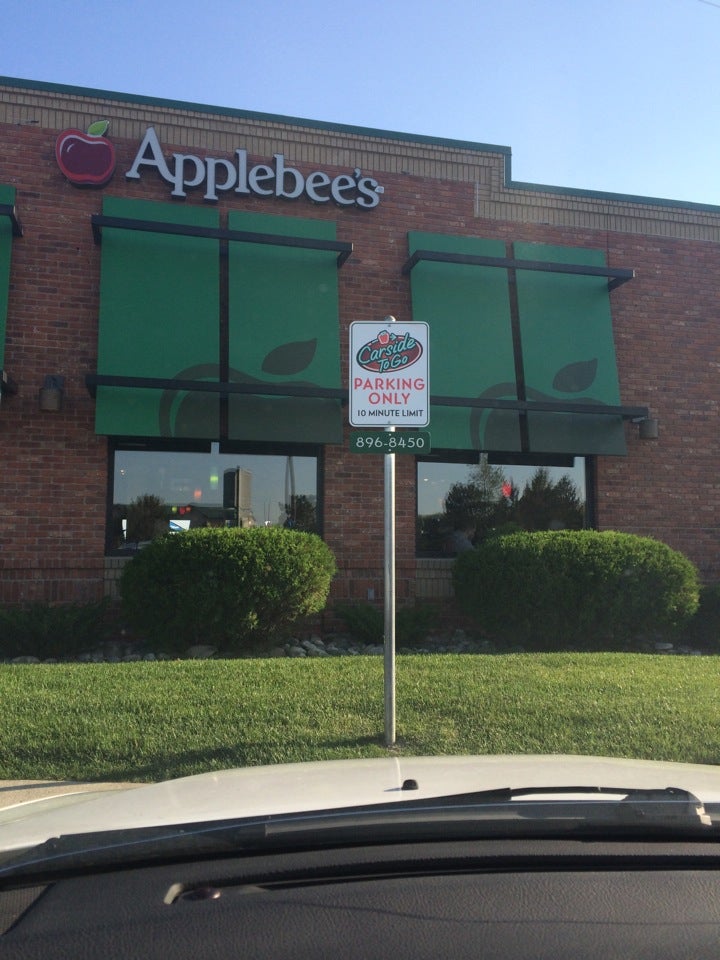 Applebee's
Carside
To Go
PARKING
ONLY
10 MINUTE LIMIT
896-8450